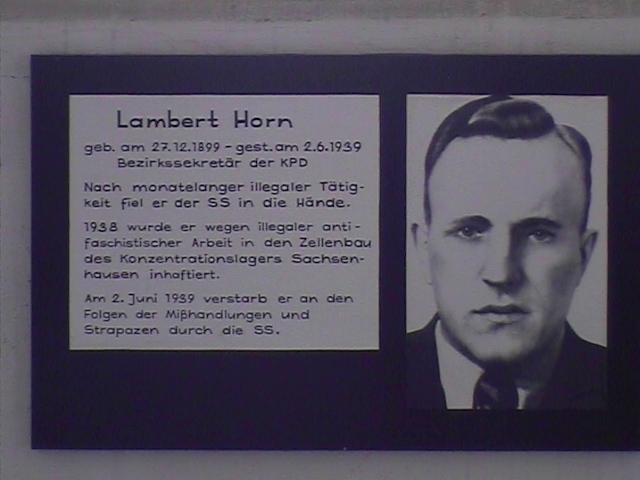 Lambert Horn
geb. am 27.12.1899 - gest. am 2.6.1939
Bezirkssekretär der KPD
Nach monatelanger illegaler Tätig-
keit fiel er der SS in die Hände.
1938 wurde er wegen illegaler anti-
faschistischer Arbeit in den Zellenbau
des Konzentrationslagers Sachsen-
hausen inhaftiert.
Am 2. Juni 1939 verstarb er an den
Folgen der Mißhandlungen und
Strapazen durch die SS.